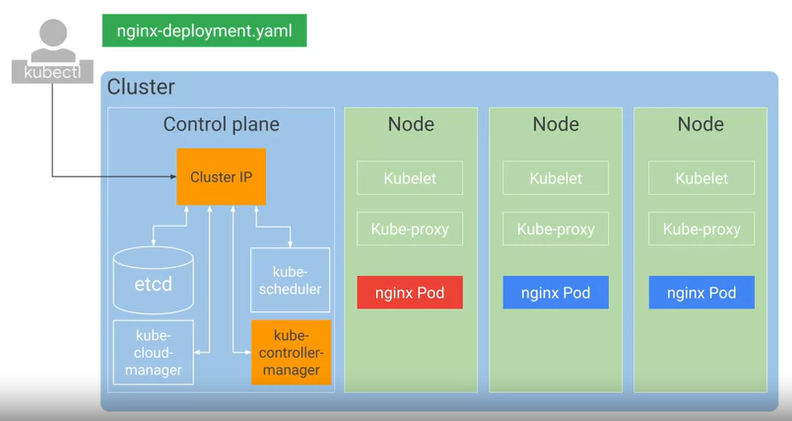 nginx-deployment.yaml
kubectl
Cluster
Control plane
Cluster IP
etcd
kube-
scheduler
kube-
cloud-
manager
kube-
controller-
manager
Node
Kubelet
Kube-proxy
nginx Pod
Node
Kubelet
Kube-proxy
nginx Pod
Node
Kubelet
Kube-proxy
nginx Pod